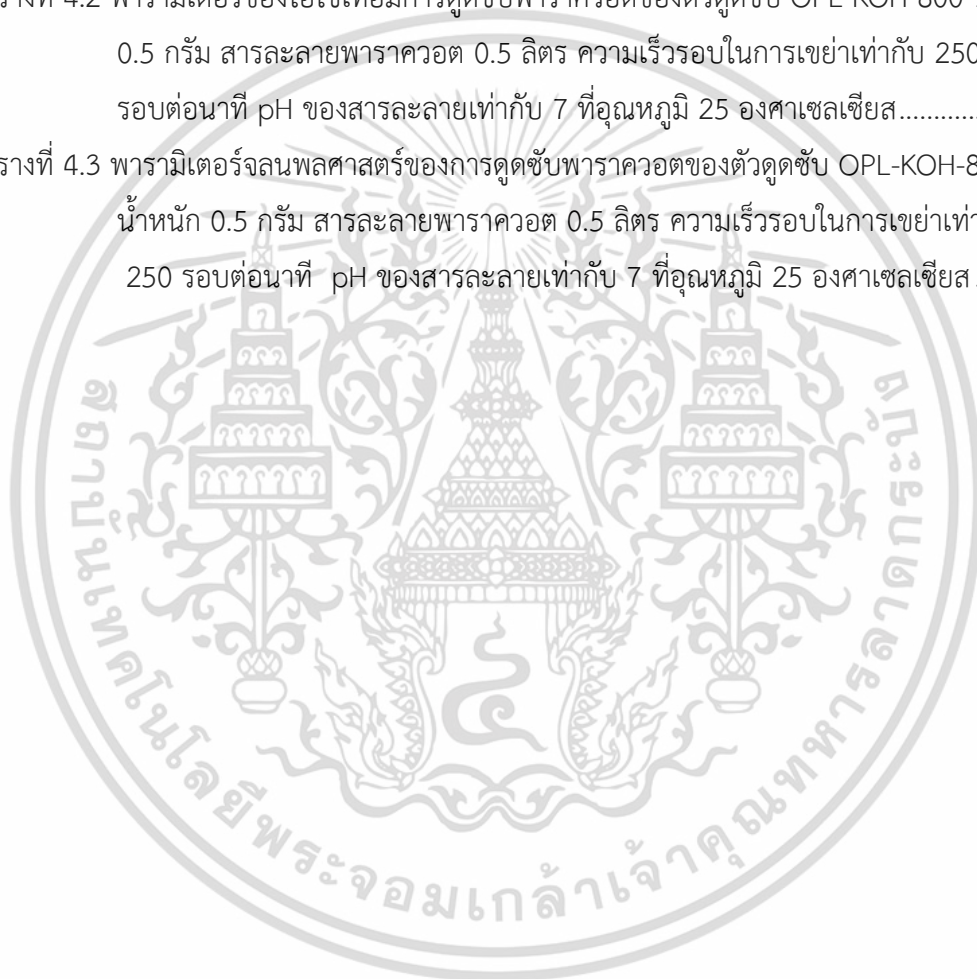 รางที่ 4.2 พารามิเตอร์ของไอโซเทอมการดูดซับพาราควอตของตัวดูดซับ OPL-KOH-800
0.5 กรัม สารละลายพาราควอต 0.5 ลิตร ความเร็วรอบในการเขย่าเท่ากับ 250
รอบต่อนาที pH ของสารละลายเท่ากับ 7 ที่อุณหภูมิ 25 องศาเซลเซียส............
รางที่ 4.3 พารามิเตอร์จลนพลศาสตร์ของการดูดซับพาราควอตของตัวดูดซับ OPL-KOH-8
น้ำหนัก 0.5 กรัม สารละลายพาราควอต 0.5 ลิตร ความเร็วรอบในการเขย่าเท่า
250 รอบต่อนาที pH ของสารละลายเท่ากับ 7 ที่อุณหภูมิ 25 องศาเซลเซียส.
สถาบันเทคโนโลยีพระจอมเกล้าเจ้าคุณทหารลาดกระบัง